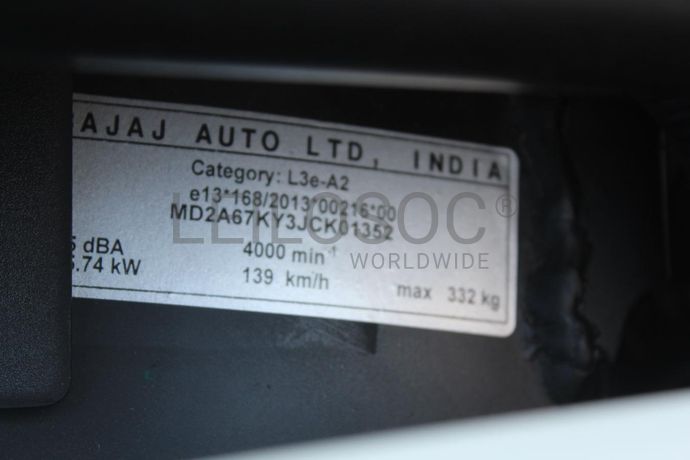 AJAJ AUTO LTD, INDIA
Category: L3e-A2
e13*168/2013*00216*00
MD2A67KY3JCK01352
5 dBA 4000 min-1
.74 kW 139 km/h max 332 kg
LEILOSOC®
WORLDWIDE